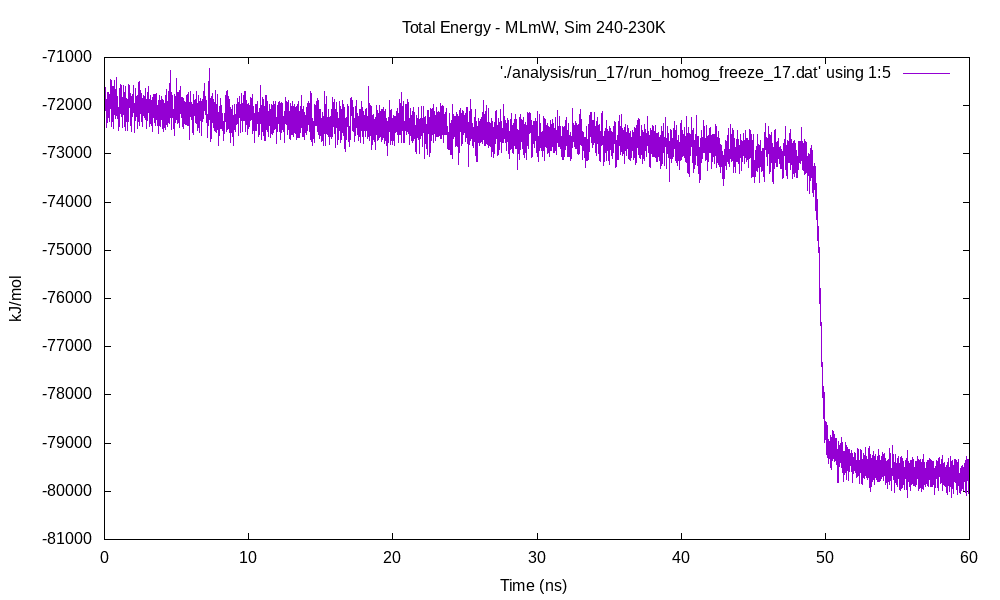 Total Energy - MLmW, Sim 240-230K
'./analysis/run_17/run_homog_freeze_17.dat' using 1:5
-71000
-72000
-73000
-74000
-75000
-76000
-77000
-78000
-79000
-80000
-81000
kJ/mol
0 10 20 30 40 50 60
Time (ns)